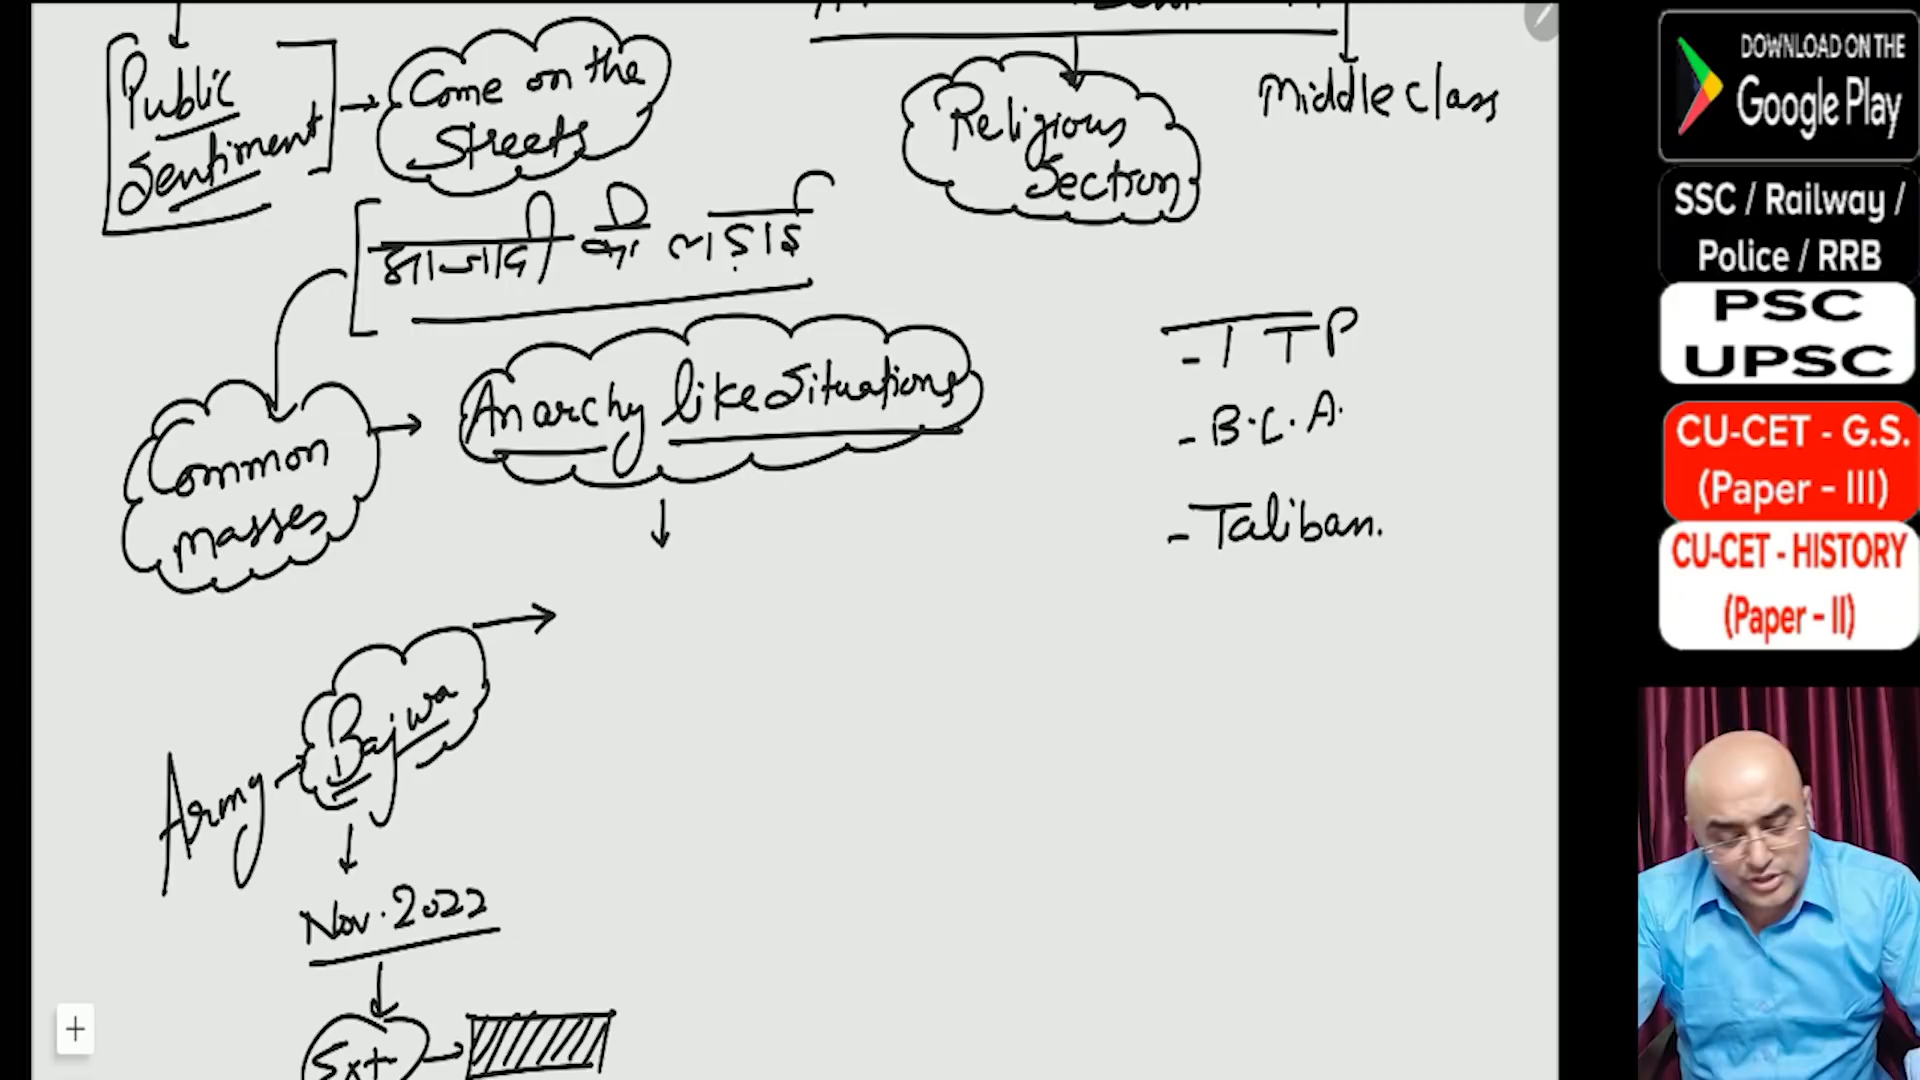 Public
Sentiment
Come on the
Streets
Religious
Section
Middle Class
आजादी की लड़ाई
Common
masses
Anarchy like Situations
- TTP
- B.L.A.
- Taliban.
Army
Bajwa
Nov. 2022
Ext
+
DOWNLOAD ON THE
Google Play
SSC / Railway /
Police / RRB
PSC
UPSC
CU-CET - G.S.
(Paper - III)
CU-CET - HISTORY
(Paper - II)